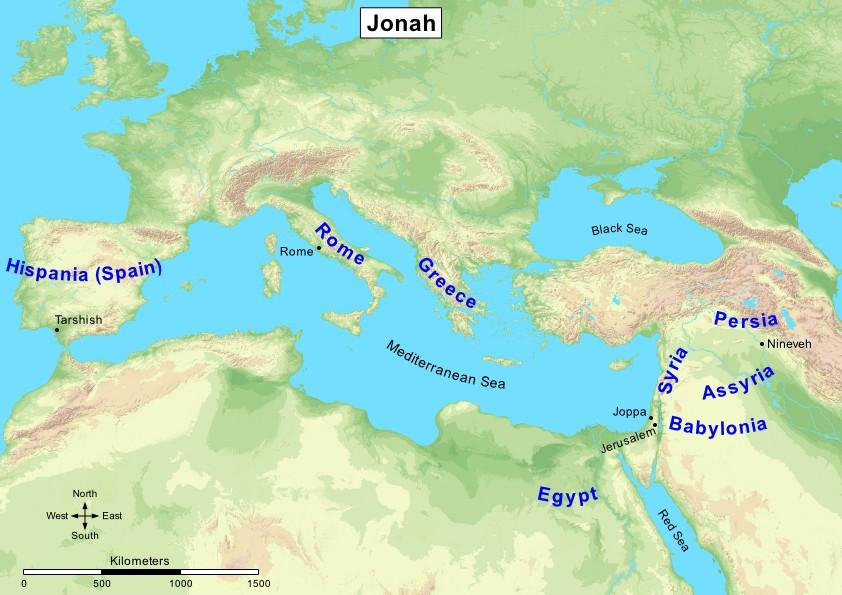 Jonah
Black Sea
Rome
Rome
Hispania (Spain)
Greece
Tarshish
Persia
Nineveh
Mediterranean Sea
Syria
Assyria
Joppa
Jerusalem
Babylonia
Egypt
Red Sea
North
West East
South
Kilometers
0 500 1000 1500